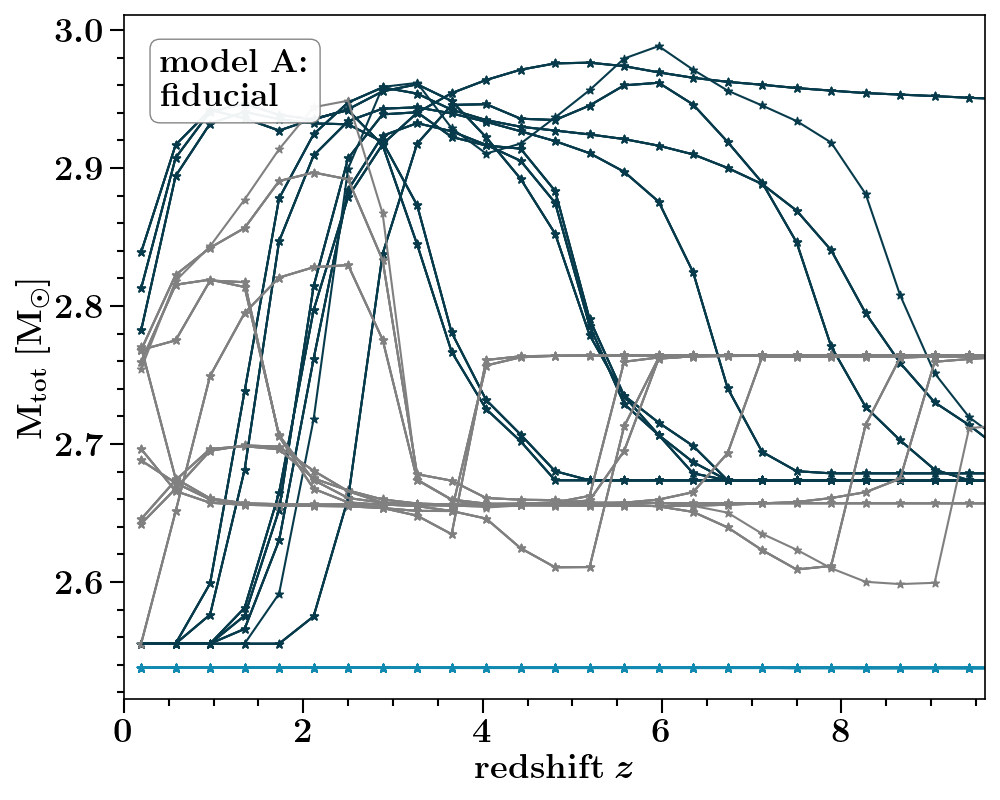 3.0
model A:
fiducial
2.9
2.8
M_tot [M_⊙]
2.7
2.6
0 2 4 6 8
redshift z